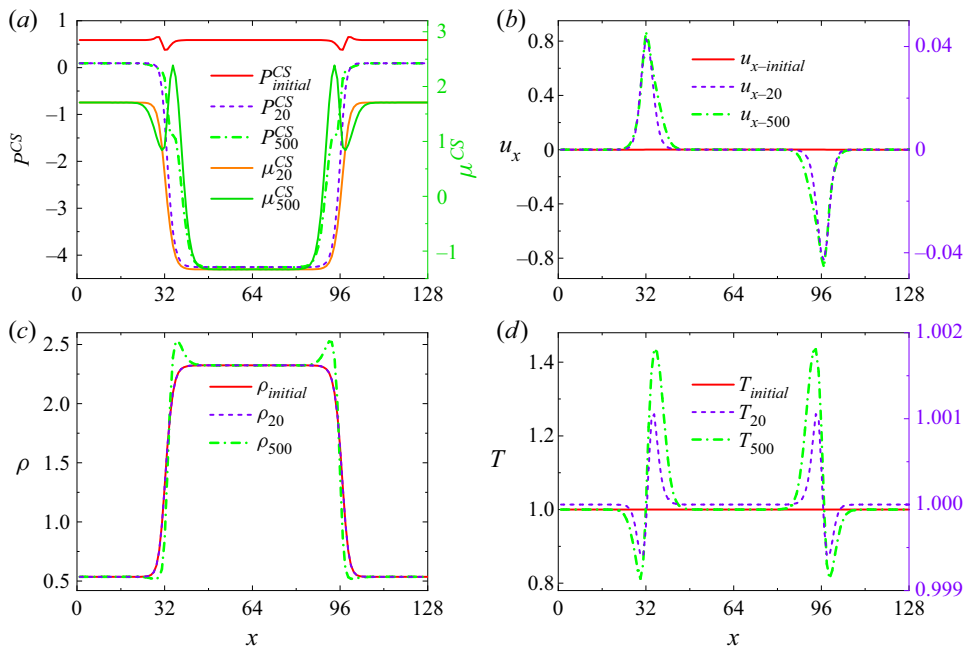 (a)
1
0
−1
−2
−3
−4
P^CS
3
2
1
0
−1
μ^CS
P^CS_initial
P^CS_20
P^CS_500
μ^CS_20
μ^CS_500
0 32 64 96 128
(b)
0.8
0.4
0
−0.4
−0.8
u_x
0.04
0
−0.04
u_x–initial
u_x–20
u_x–500
0 32 64 96 128
(c)
2.5
2.0
1.5
1.0
0.5
ρ
ρ_initial
ρ_20
ρ_500
0 32 64 96 128
x
(d)
1.4
1.2
1.0
0.8
T
1.002
1.001
1.000
0.999
T_initial
T_20
T_500
0 32 64 96 128
x